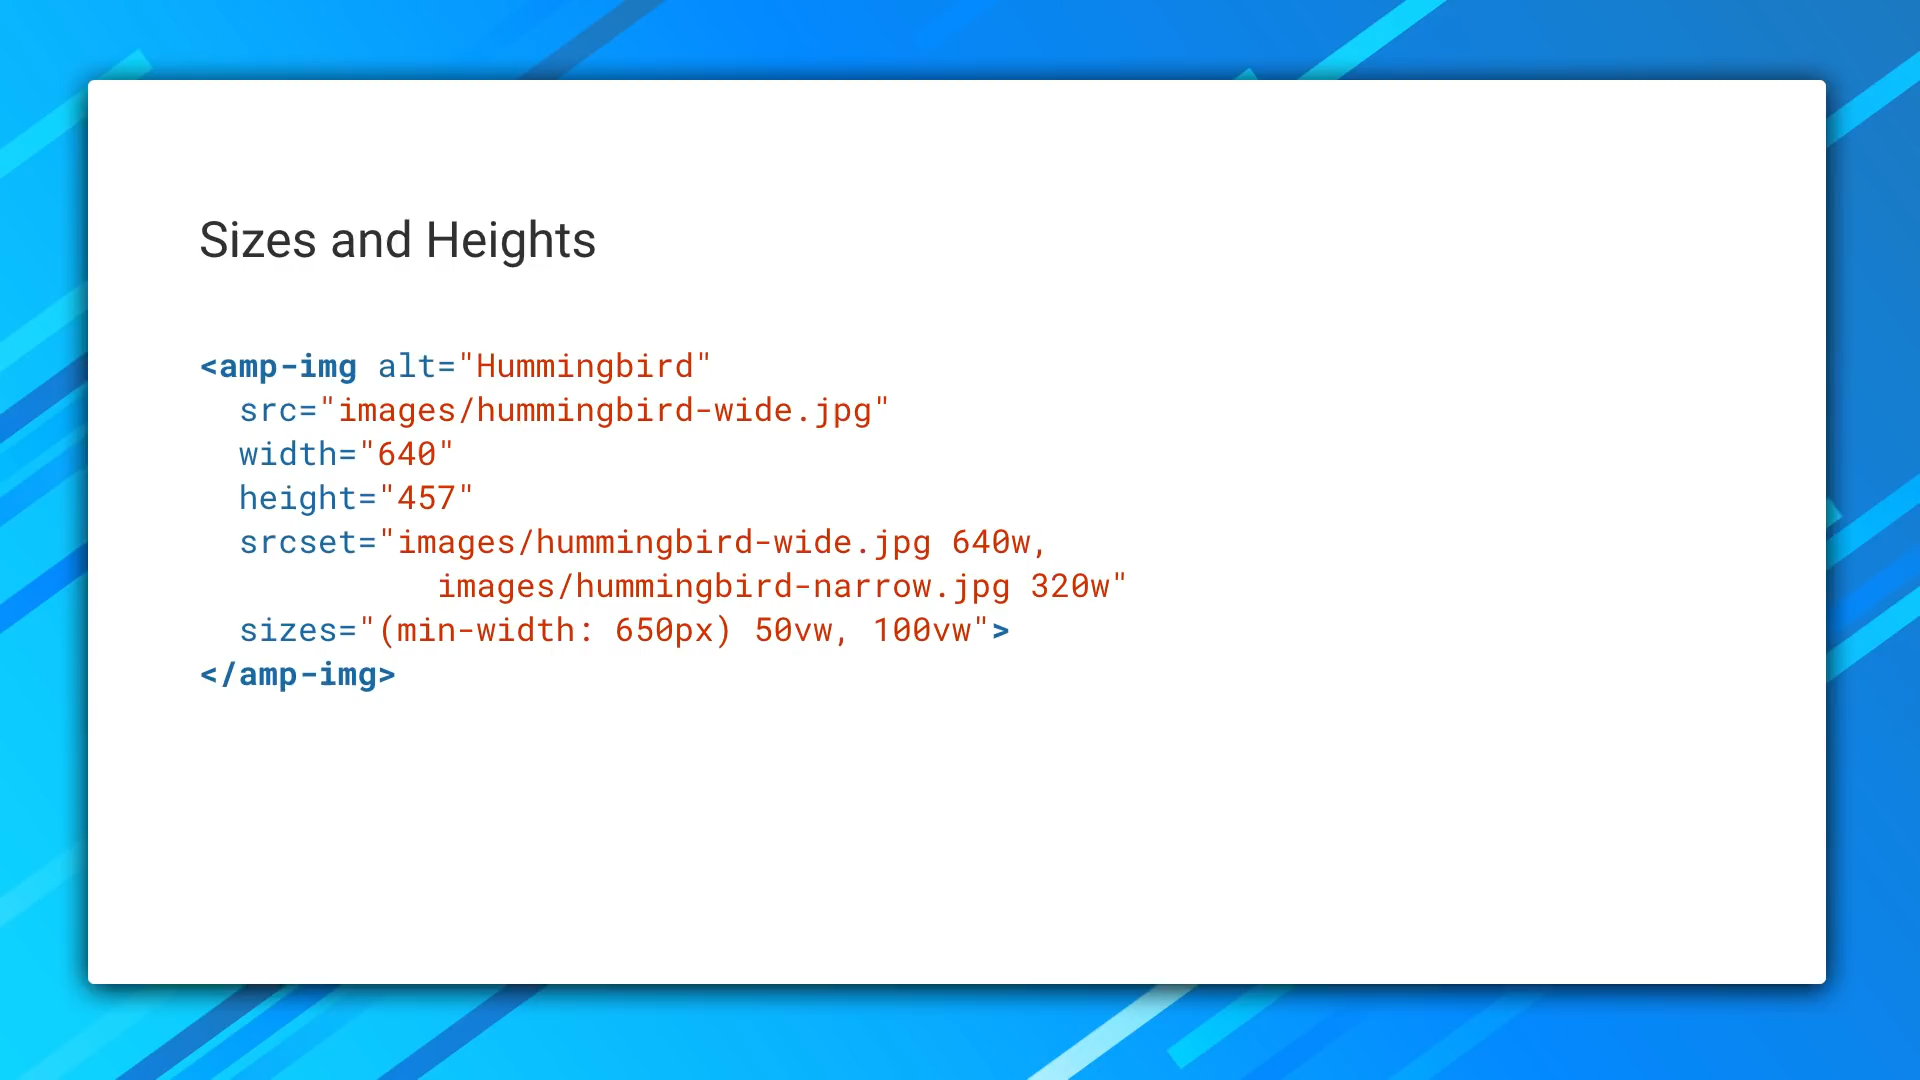 Sizes and Heights
<amp-img alt="Hummingbird"
src="images/hummingbird-wide.jpg"
width="640"
height="457"
srcset="images/hummingbird-wide.jpg 640w,
images/hummingbird-narrow.jpg 320w"
sizes="(min-width: 650px) 50vw, 100vw">
</amp-img>